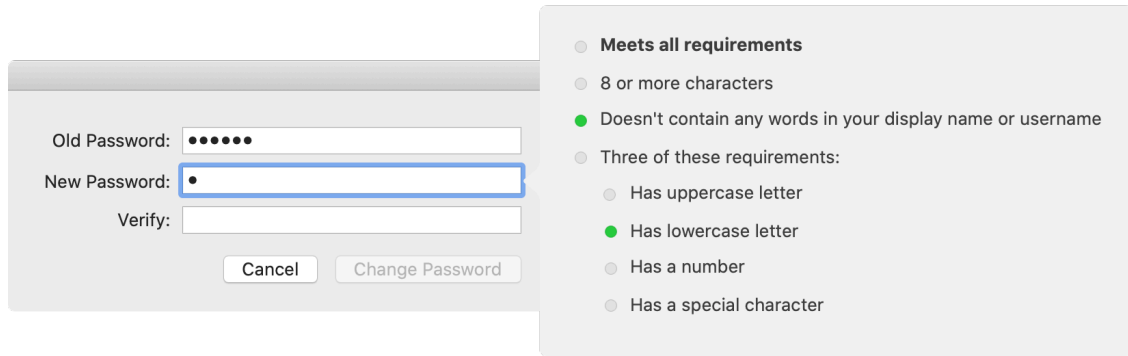 Old Password: ••••••
New Password: •
Verify:
Cancel
Change Password
Meets all requirements
8 or more characters
Doesn't contain any words in your display name or username
Three of these requirements:
Has uppercase letter
Has lowercase letter
Has a number
Has a special character